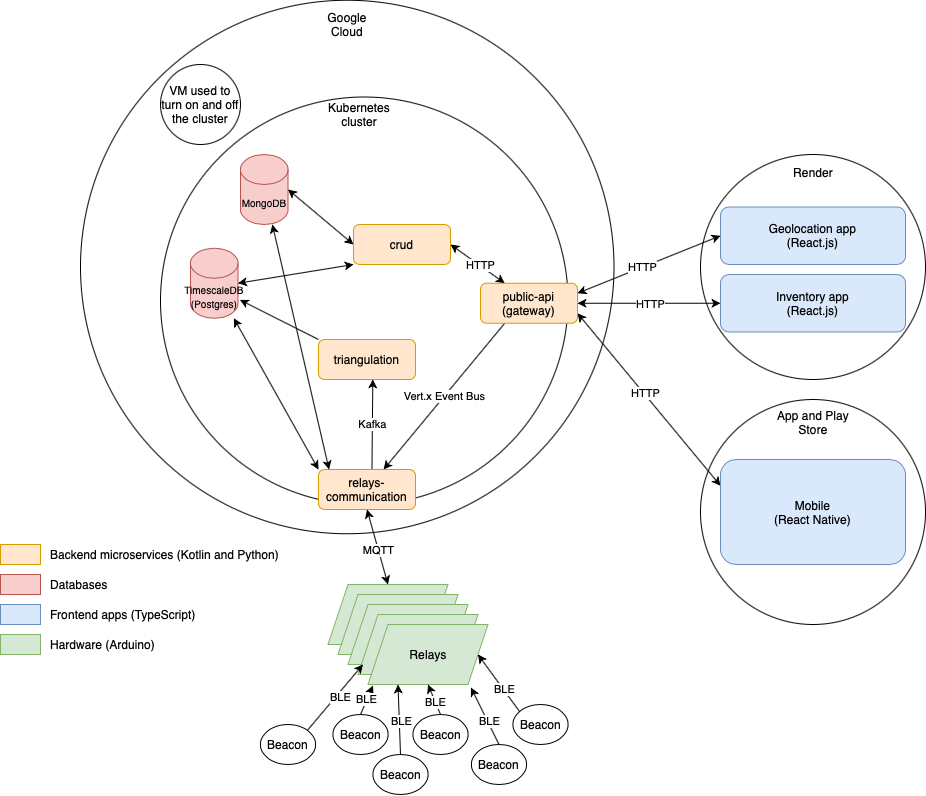 Google
Cloud
VM used to
turn on and off
the cluster
Kubernetes
cluster
MongoDB
crud
TimescaleDB
(Postgres)
HTTP
public-api
(gateway)
triangulation
Vert.x Event Bus
Kafka
relays-
communication
MQTT
Render
Geolocation app
(React.js)
HTTP
Inventory app
(React.js)
HTTP
HTTP
App and Play
Store
Mobile
(React Native)
Backend microservices (Kotlin and Python)
Databases
Frontend apps (TypeScript)
Hardware (Arduino)
Relays
BLE
BLE
BLE
BLE
BLE
BLE
Beacon
Beacon
Beacon
Beacon
Beacon
Beacon